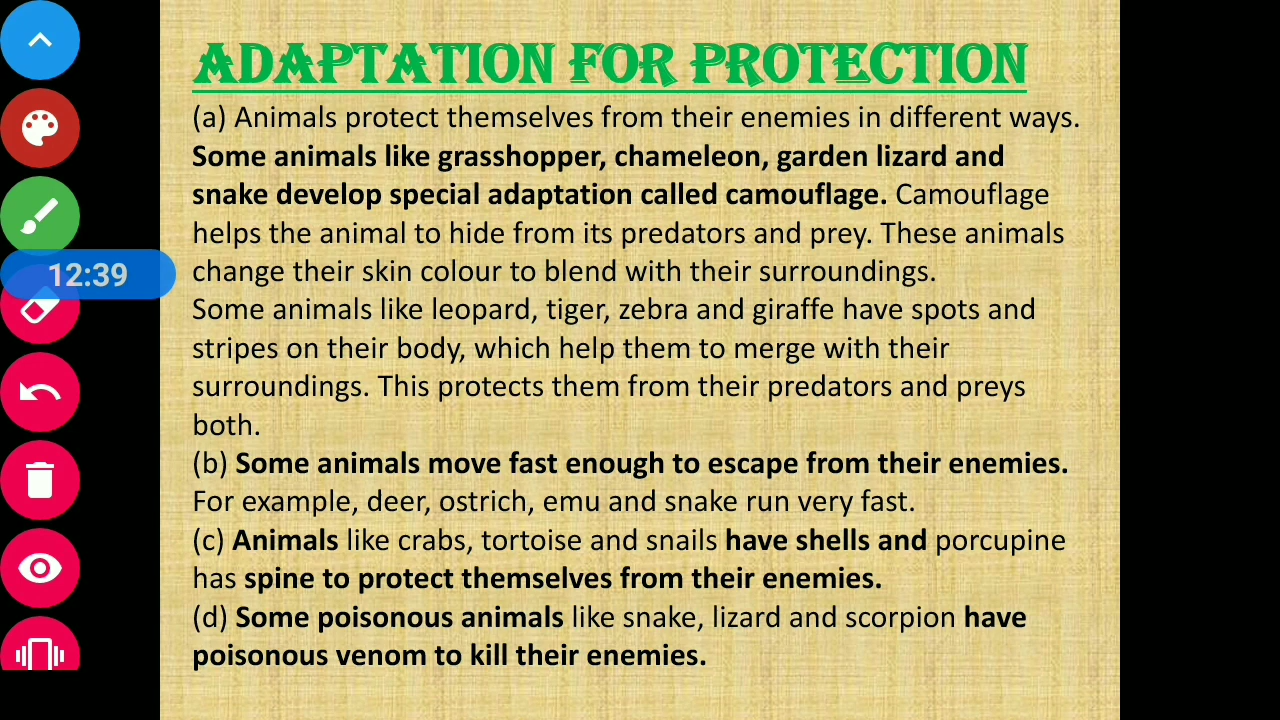 ADAPTATION FOR PROTECTION
(a) Animals protect themselves from their enemies in different ways.
Some animals like grasshopper, chameleon, garden lizard and
snake develop special adaptation called camouflage. Camouflage
helps the animal to hide from its predators and prey. These animals
change their skin colour to blend with their surroundings.
12:39
Some animals like leopard, tiger, zebra and giraffe have spots and
stripes on their body, which help them to merge with their
surroundings. This protects them from their predators and preys
both.
(b) Some animals move fast enough to escape from their enemies.
For example, deer, ostrich, emu and snake run very fast.
(c) Animals like crabs, tortoise and snails have shells and porcupine
has spine to protect themselves from their enemies.
(d) Some poisonous animals like snake, lizard and scorpion have
poisonous venom to kill their enemies.